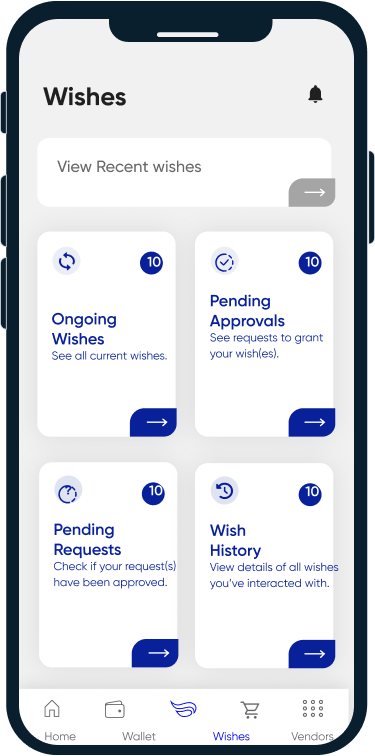 Wishes
View Recent wishes
10
Ongoing
Wishes
See all current wishes.
10
Pending
Approvals
See requests to grant
your wish(es).
10
Pending
Requests
Check if your request(s)
have been approved.
10
Wish
History
View details of all wishes
you’ve interacted with.
Home Wallet Wishes Vendors